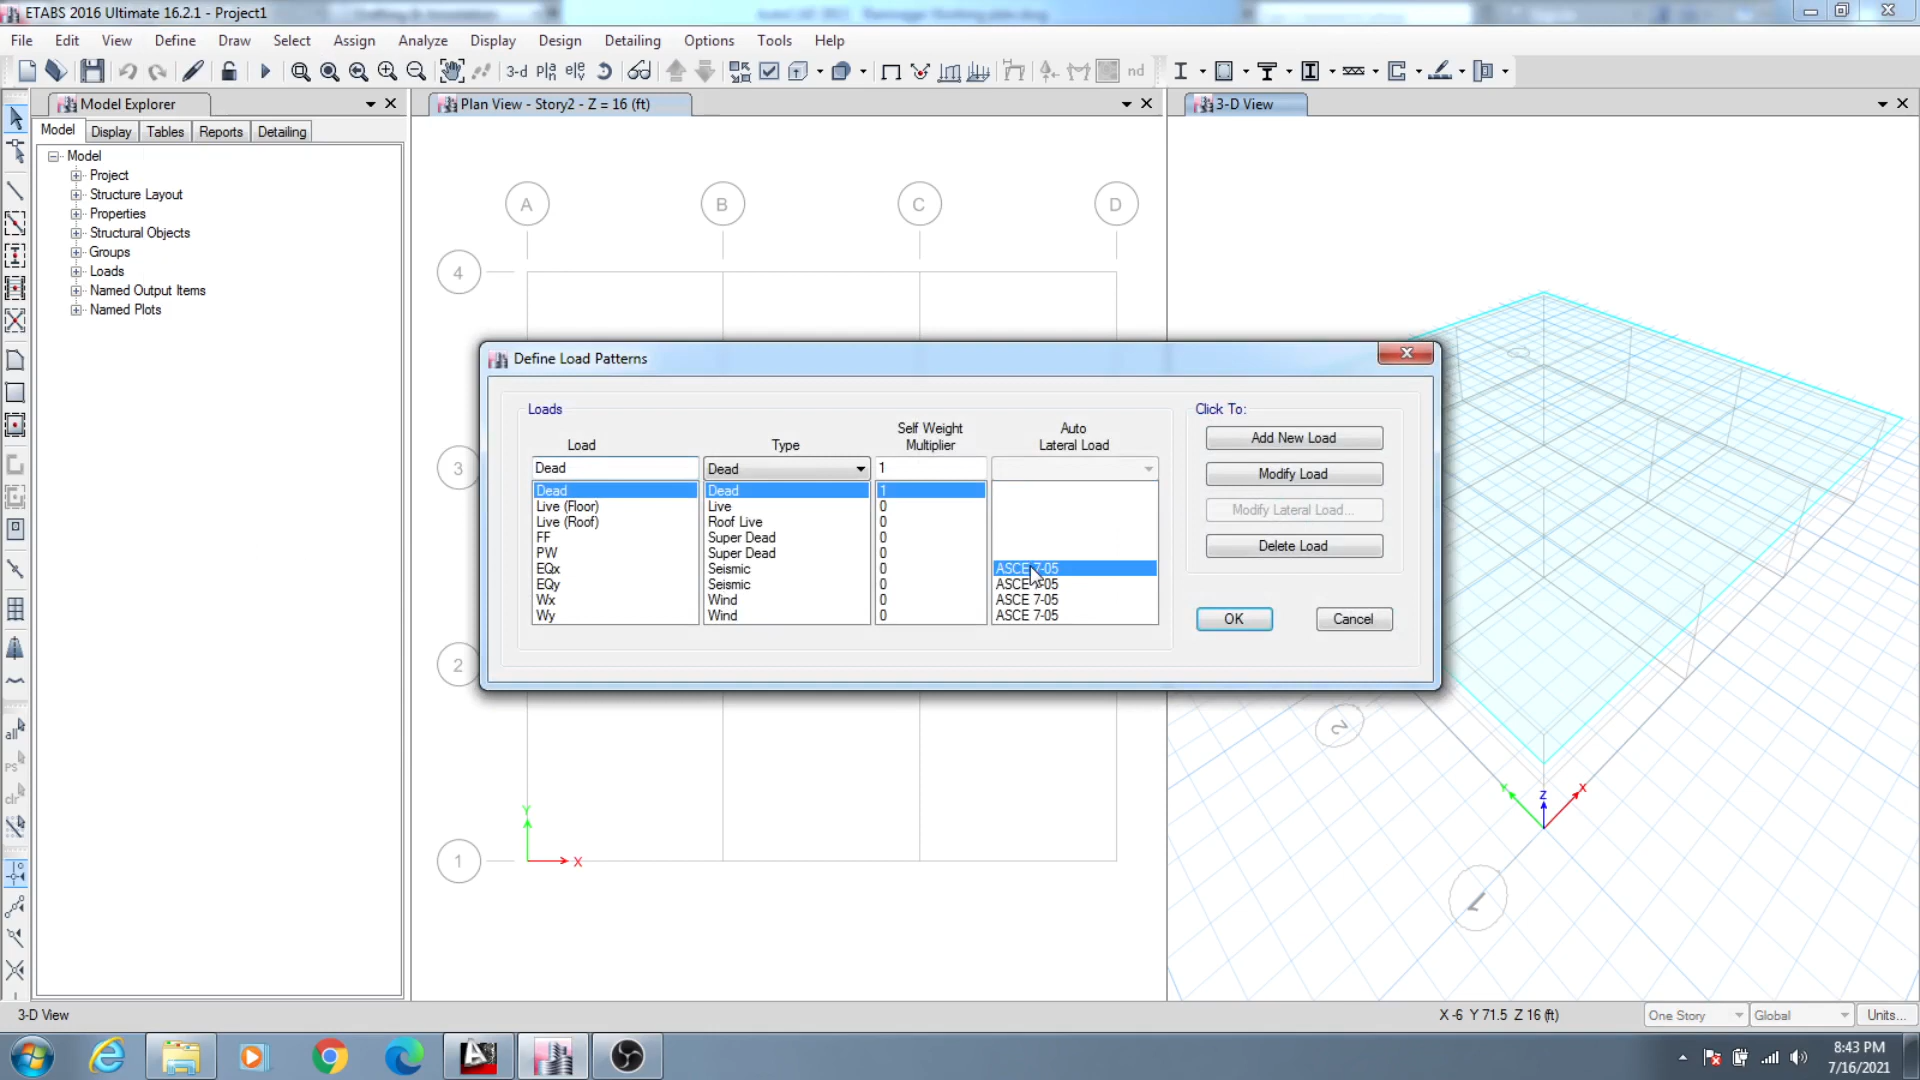 ETABS 2016 Ultimate 16.2.1 - Project1
File Edit View Define Draw Select Assign Analyze Display Design Detailing Options Tools Help
3-d nd
Model Explorer
Plan View - Story2 - Z = 16 (ft)
3-D View
Model Display Tables Reports Detailing
Model
Project
Structure Layout
Properties
Structural Objects
Groups
Loads
Named Output Items
Named Plots
A B C D
4
3
2
1
Y
X
Define Load Patterns
Loads
Click To:
Load Type Self Weight Multiplier Auto Lateral Load
Dead Dead 1
Dead Dead 1
Live (Floor) Live 0
Live (Roof) Roof Live 0
FF Super Dead 0
PW Super Dead 0
EQx Seismic 0 ASCE 7-05
EQy Seismic 0 ASCE 7-05
Wx Wind 0 ASCE 7-05
Wy Wind 0 ASCE 7-05
Add New Load
Modify Load
Modify Lateral Load...
Delete Load
OK Cancel
2
Y Z X
1
all
PS
clr
3-D View
X -6 Y 71.5 Z 16 (ft)
One Story
Global
Units...
8:43 PM
7/16/2021